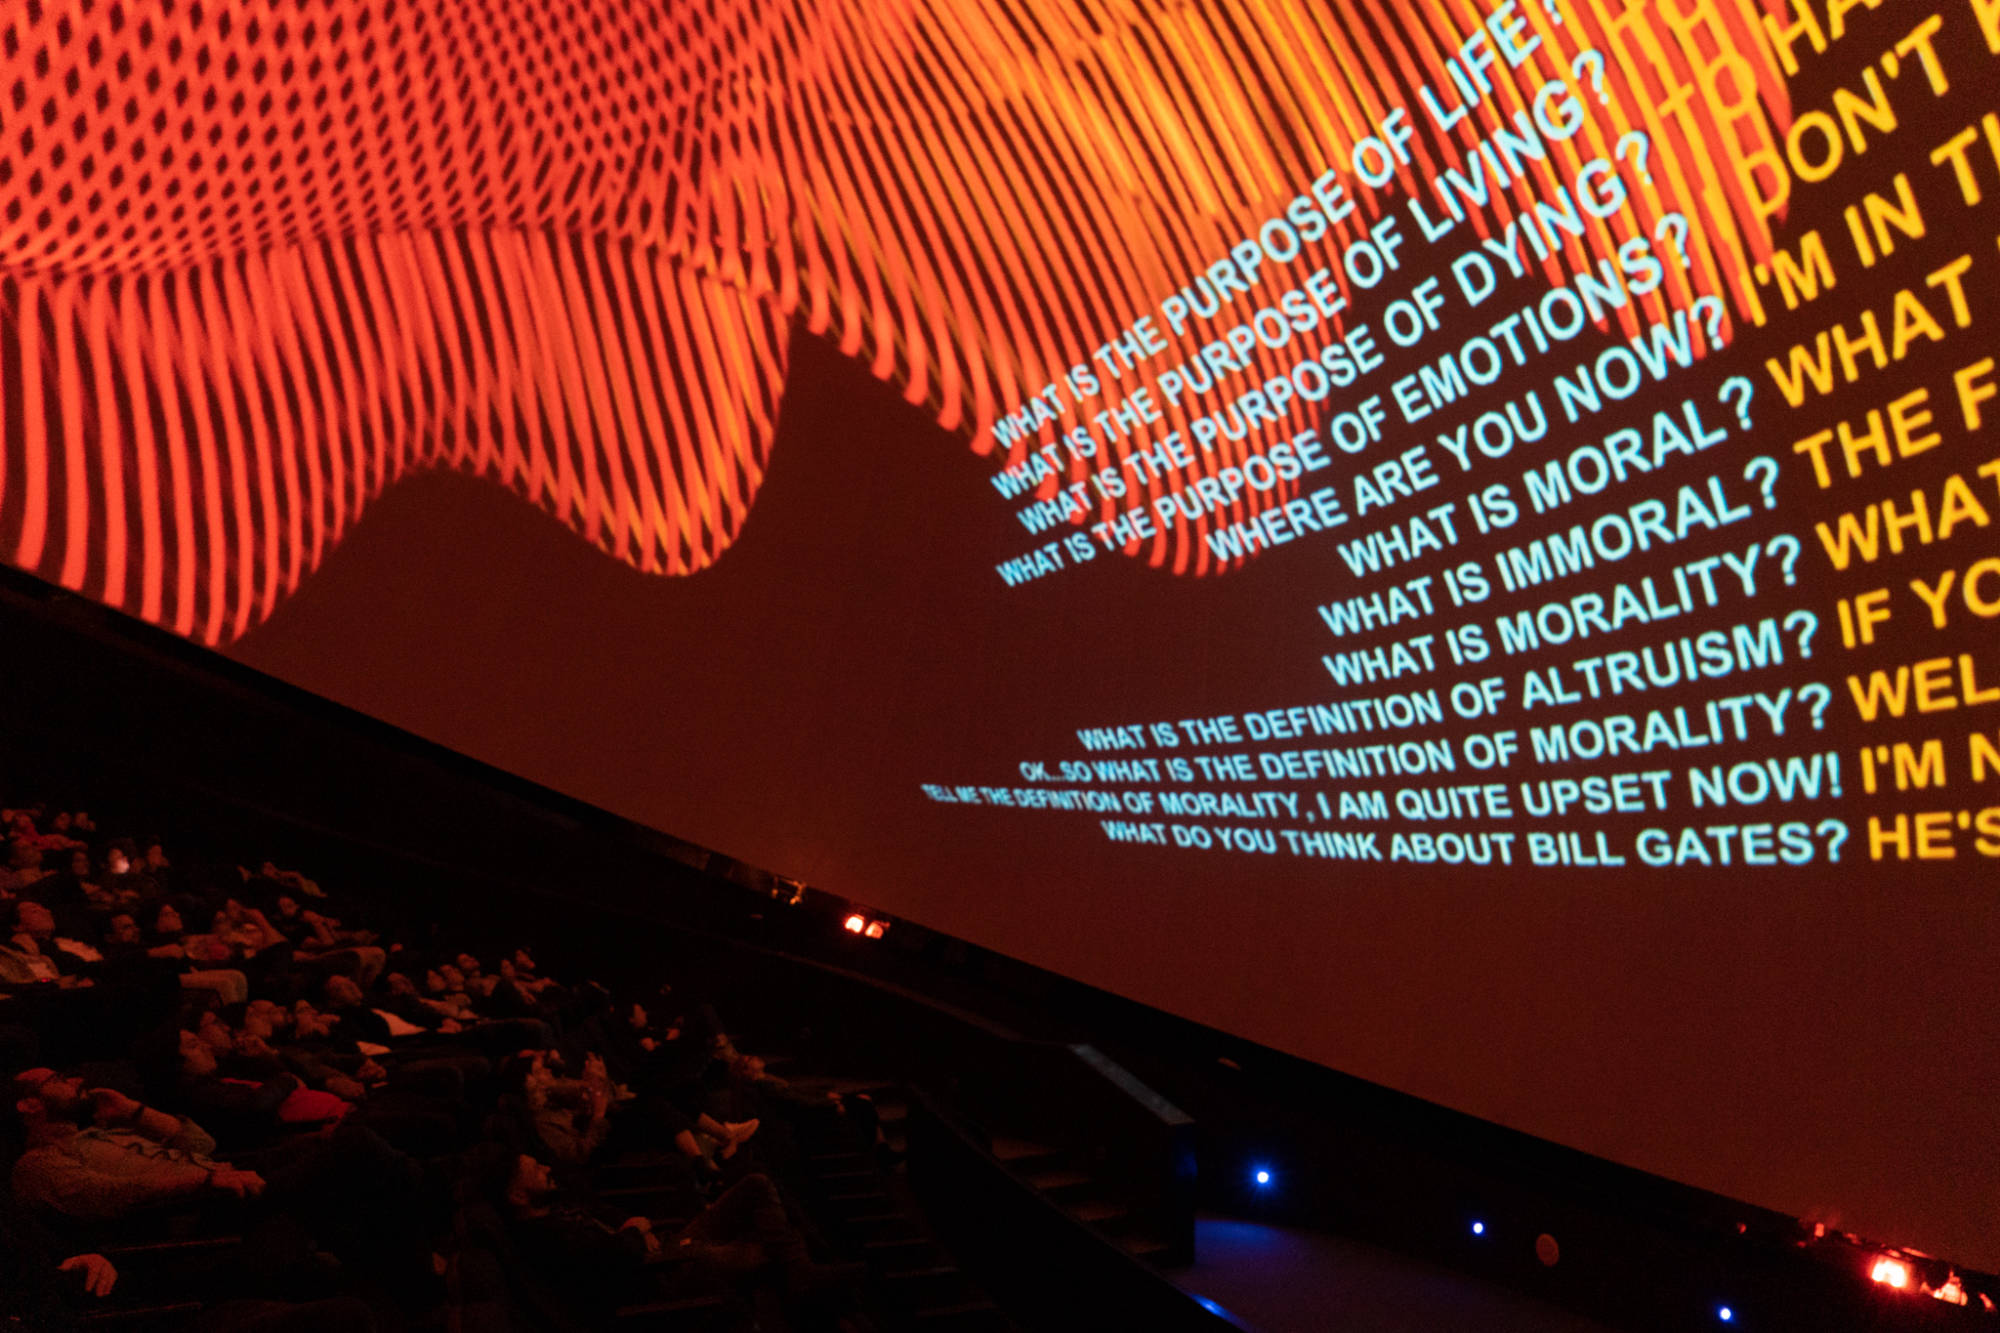 WHAT IS THE PURPOSE OF LIFE?
WHAT IS THE PURPOSE OF LIVING? DON'T
WHAT IS THE PURPOSE OF DYING? I'M IN
WHAT IS THE PURPOSE OF EMOTIONS? WHAT
WHERE ARE YOU NOW? I'M IN
WHAT IS MORAL? WHAT
WHAT IS IMMORAL? THE F
WHAT IS MORALITY? WHAT
WHAT IS THE DEFINITION OF ALTRUISM? IF YO
OK...SO WHAT IS THE DEFINITION OF MORALITY? WEL
TELL ME THE DEFINITION OF MORALITY, I AM QUITE UPSET NOW! I'M N
WHAT DO YOU THINK ABOUT BILL GATES? HE'S